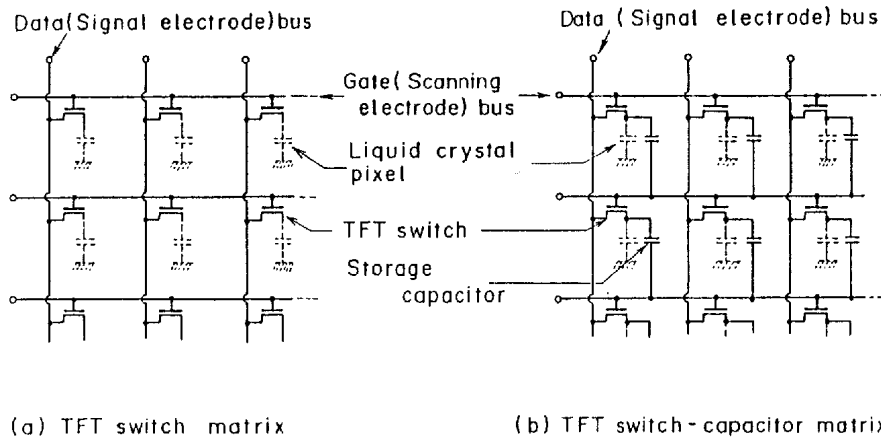 Data(Signal electrode)bus
Data (Signal electrode) bus
Gate(Scanning
electrode) bus
Liquid crystal
pixel
TFT switch
Storage
capacitor
(a) TFT switch matrix
(b) TFT switch-capacitor matrix